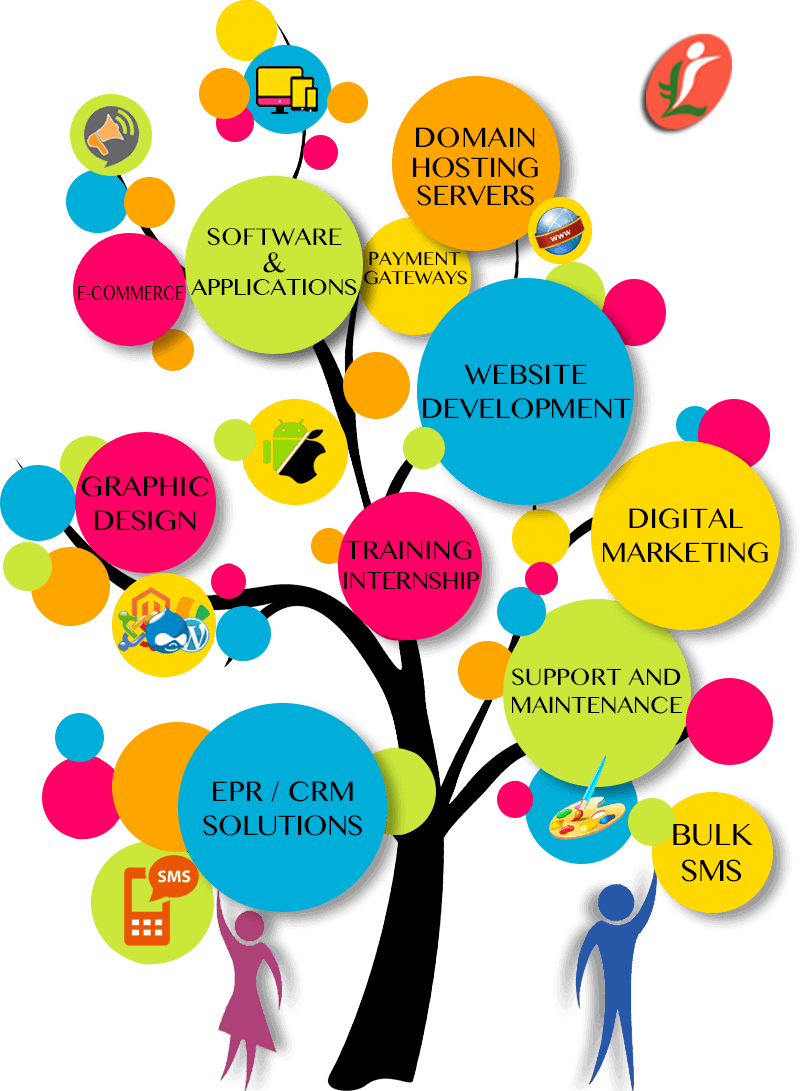 DOMAIN
HOSTING
SERVERS
WWW
SOFTWARE
&
APPLICATIONS
PAYMENT
GATEWAYS
E-COMMERCE
WEBSITE
DEVELOPMENT
GRAPHIC
DESIGN
DIGITAL
MARKETING
TRAINING
INTERNSHIP
SUPPORT AND
MAINTENANCE
EPR / CRM
SOLUTIONS
BULK
SMS
SMS